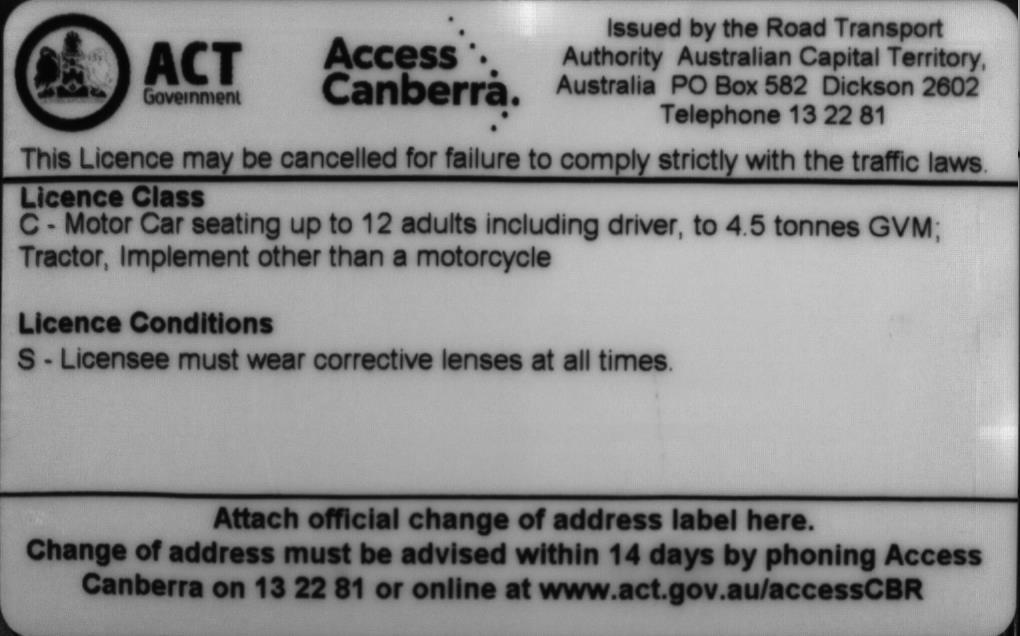 ACT
Government
Access
Canberra.
Issued by the Road Transport
Authority Australian Capital Territory,
Australia PO Box 582 Dickson 2602
Telephone 13 22 81
This Licence may be cancelled for failure to comply strictly with the traffic laws.
Licence Class
C - Motor Car seating up to 12 adults including driver, to 4.5 tonnes GVM;
Tractor, Implement other than a motorcycle
Licence Conditions
S - Licensee must wear corrective lenses at all times.
Attach official change of address label here.
Change of address must be advised within 14 days by phoning Access
Canberra on 13 22 81 or online at www.act.gov.au/accessCBR